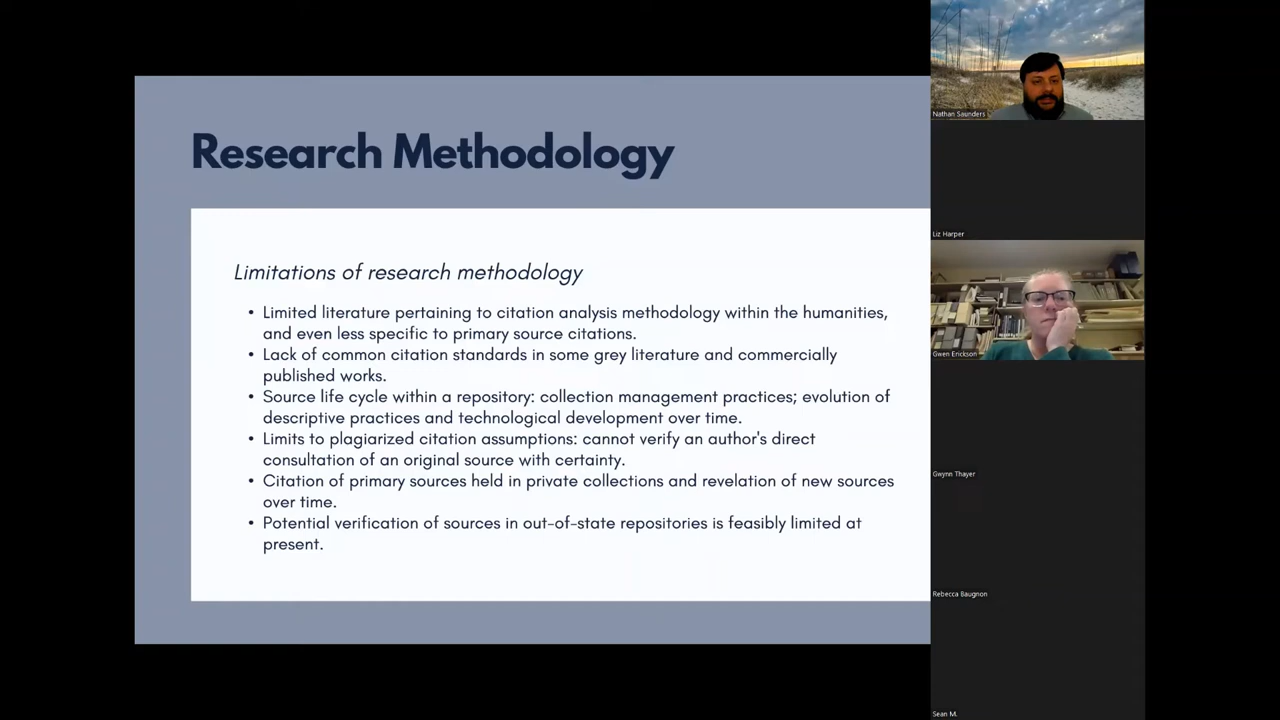 Research Methodology
Limitations of research methodology
• Limited literature pertaining to citation analysis methodology within the humanities,
and even less specific to primary source citations.
• Lack of common citation standards in some grey literature and commercially
published works.
• Source life cycle within a repository: collection management practices; evolution of
descriptive practices and technological development over time.
• Limits to plagiarized citation assumptions: cannot verify an author's direct
consultation of an original source with certainty.
• Citation of primary sources held in private collections and revelation of new sources
over time.
• Potential verification of sources in out-of-state repositories is feasibly limited at
present.
Nathan Saunders
Liz Harper
Gwen Erickson
Gwynn Thayer
Rebecca Baugnon
Sean M.